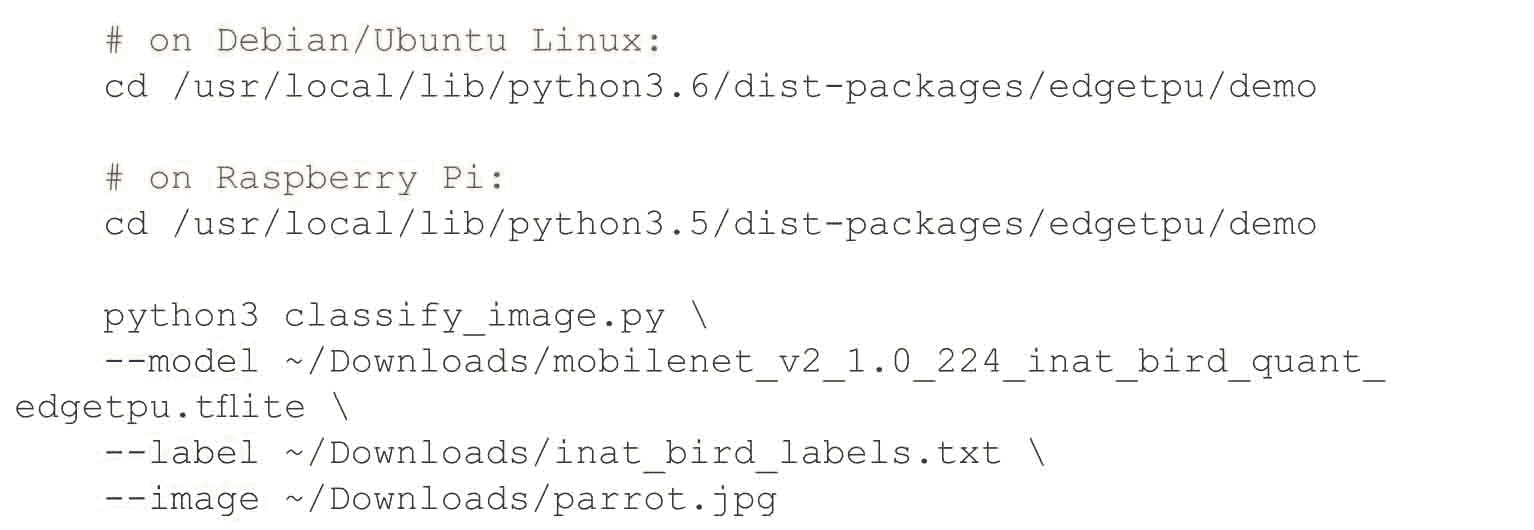 # on Debian/Ubuntu Linux:
cd /usr/local/lib/python3.6/dist-packages/edgetpu/demo
# on Raspberry Pi:
cd /usr/local/lib/python3.5/dist-packages/edgetpu/demo
python3 classify_image.py \
--model ~/Downloads/mobilenet_v2_1.0_224_inat_bird_quant_
edgetpu.tflite \
--label ~/Downloads/inat_bird_labels.txt \
--image ~/Downloads/parrot.jpg